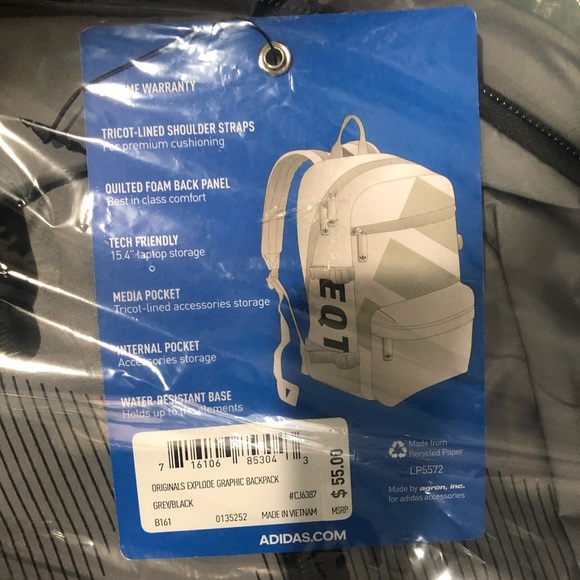 WARRANTY
TRICOT-LINED SHOULDER STRAPS
For premium cushioning
QUILTED FOAM BACK PANEL
Best in class comfort
TECH FRIENDLY
15.4" laptop storage
MEDIA POCKET
Tricot-lined accessories storage
INTERNAL POCKET
Accessories storage
WATER-RESISTANT BASE
Holds up to the elements
EQT
7 16106 85304 3
ORIGINALS EXPLODE GRAPHIC BACKPACK
GREY/BLACK #CJ6387
B161 0135252 MADE IN VIETNAM
MSRP $ 55.00
Made from
Recycled Paper
LP5572
Made by agron, inc.
for adidas accessories
ADIDAS.COM